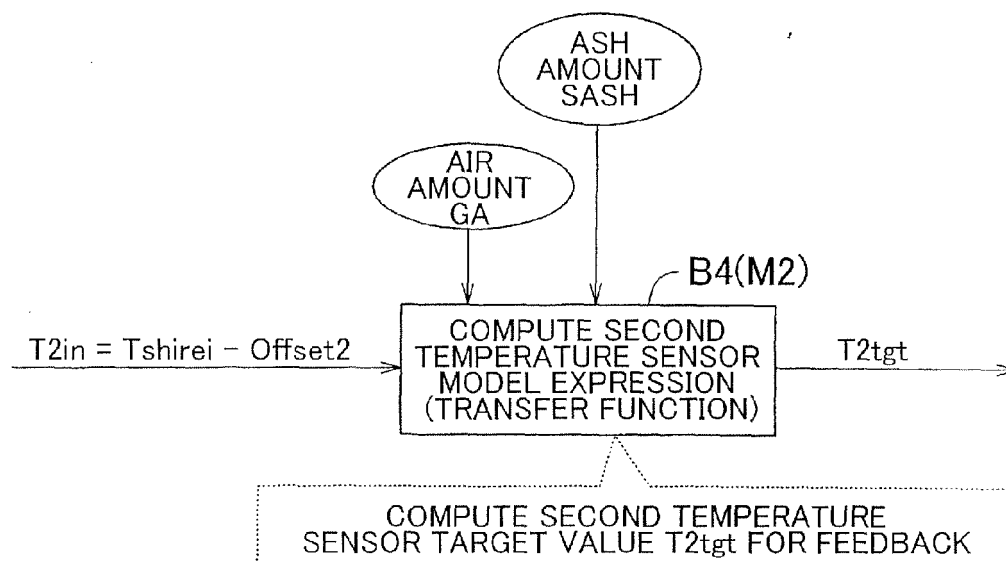 ASH
AMOUNT
SASH
AIR
AMOUNT
GA
B4(M2)
T2in = Tshirei – Offset2
COMPUTE SECOND
TEMPERATURE SENSOR
MODEL EXPRESSION
(TRANSFER FUNCTION)
T2tgt
COMPUTE SECOND TEMPERATURE
SENSOR TARGET VALUE T2tgt FOR FEEDBACK